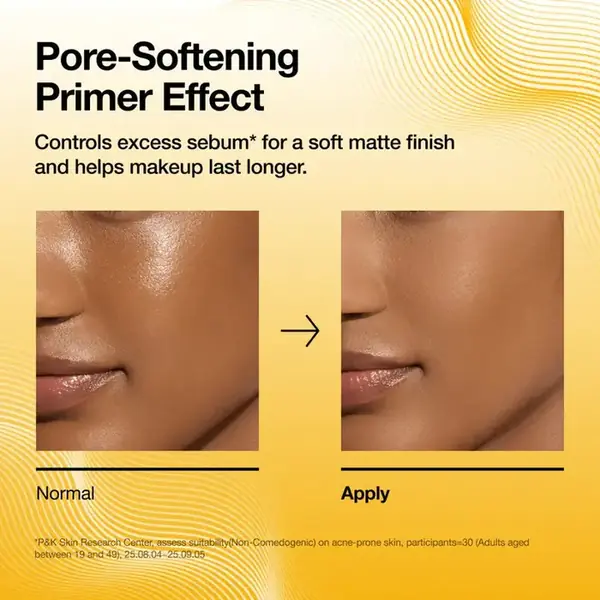 Pore-Softening
Primer Effect
Controls excess sebum* for a soft matte finish
and helps makeup last longer.
Normal
Apply
*P&K Skin Research Center, assess suitability(Non-Comedogenic) on acne-prone skin, participants=30 (Adults aged
between 19 and 49), 25.08.04–25.09.05